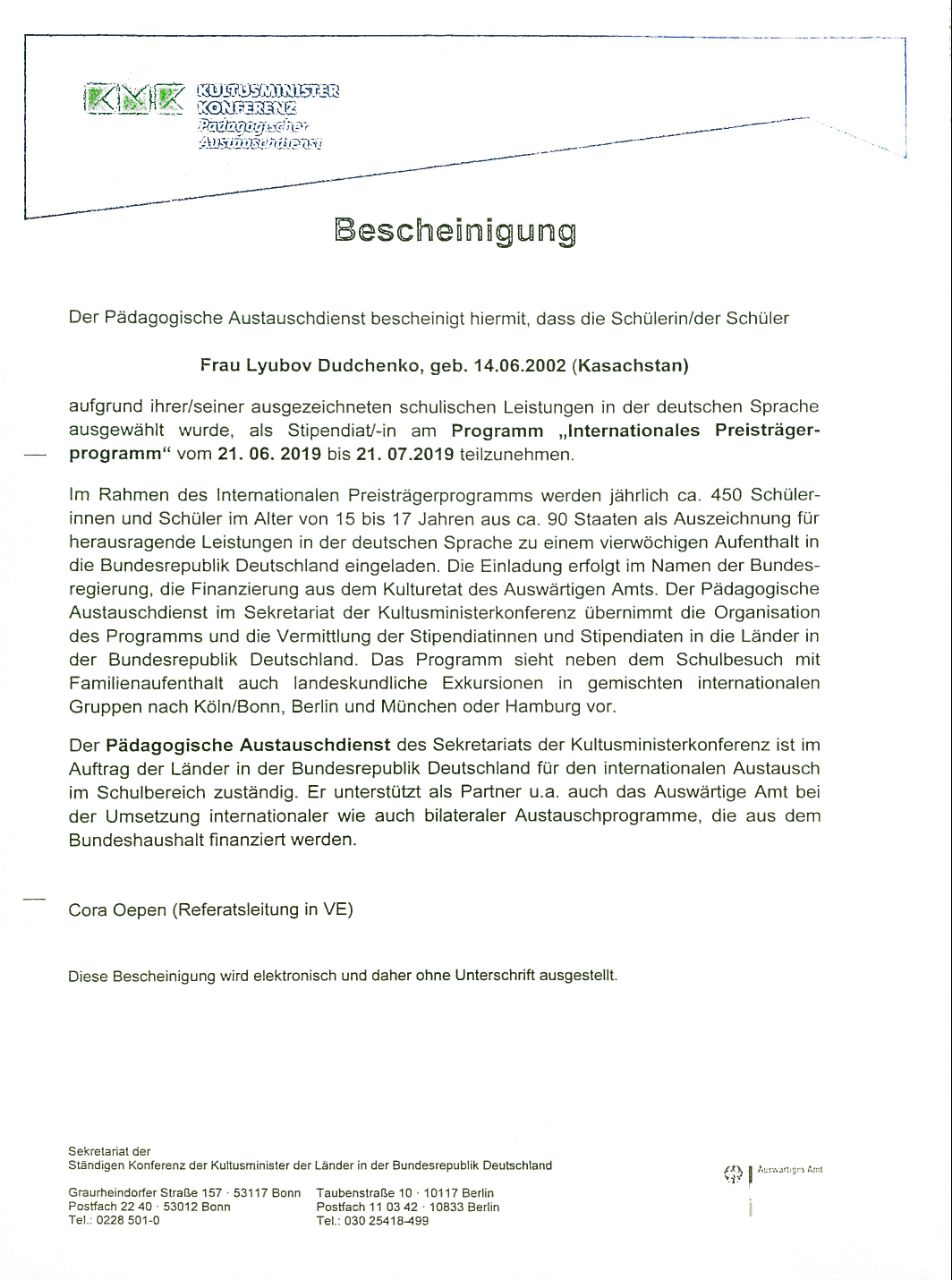 KMK KULTUSMINISTER
KONFERENZ
Pädagogischer
Austauschdienst
Bescheinigung
Der Pädagogische Austauschdienst bescheinigt hiermit, dass die Schülerin/der Schüler
Frau Lyubov Dudchenko, geb. 14.06.2002 (Kasachstan)
aufgrund ihrer/seiner ausgezeichneten schulischen Leistungen in der deutschen Sprache
ausgewählt wurde, als Stipendiat/-in am Programm „Internationales Preisträger-
programm“ vom 21. 06. 2019 bis 21. 07.2019 teilzunehmen.
Im Rahmen des Internationalen Preisträgerprogramms werden jährlich ca. 450 Schüler-
innen und Schüler im Alter von 15 bis 17 Jahren aus ca. 90 Staaten als Auszeichnung für
herausragende Leistungen in der deutschen Sprache zu einem vierwöchigen Aufenthalt in
die Bundesrepublik Deutschland eingeladen. Die Einladung erfolgt im Namen der Bundes-
regierung, die Finanzierung aus dem Kulturetat des Auswärtigen Amts. Der Pädagogische
Austauschdienst im Sekretariat der Kultusministerkonferenz übernimmt die Organisation
des Programms und die Vermittlung der Stipendiatinnen und Stipendiaten in die Länder in
der Bundesrepublik Deutschland. Das Programm sieht neben dem Schulbesuch mit
Familienaufenthalt auch landeskundliche Exkursionen in gemischten internationalen
Gruppen nach Köln/Bonn, Berlin und München oder Hamburg vor.
Der Pädagogische Austauschdienst des Sekretariats der Kultusministerkonferenz ist im
Auftrag der Länder in der Bundesrepublik Deutschland für den internationalen Austausch
im Schulbereich zuständig. Er unterstützt als Partner u.a. auch das Auswärtige Amt bei
der Umsetzung internationaler wie auch bilateraler Austauschprogramme, die aus dem
Bundeshaushalt finanziert werden.
Cora Oepen (Referatsleitung in VE)
Diese Bescheinigung wird elektronisch und daher ohne Unterschrift ausgestellt.
Sekretariat der
Ständigen Konferenz der Kultusminister der Länder in der Bundesrepublik Deutschland
Graurheindorfer Straße 157 · 53117 Bonn Taubenstraße 10 · 10117 Berlin
Postfach 22 40 · 53012 Bonn Postfach 11 03 42 · 10833 Berlin
Tel.: 0228 501-0 Tel.: 030 25418-499
Auswärtiges Amt